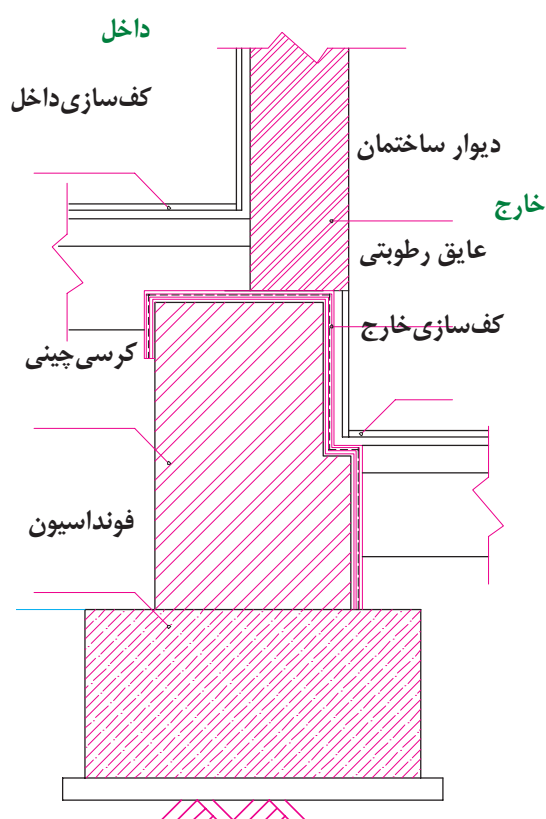 داخل
کف‌سازی داخل
دیوار ساختمان
خارج
عایق رطوبتی
کف‌سازی خارج
کرسی‌چینی
فونداسیون